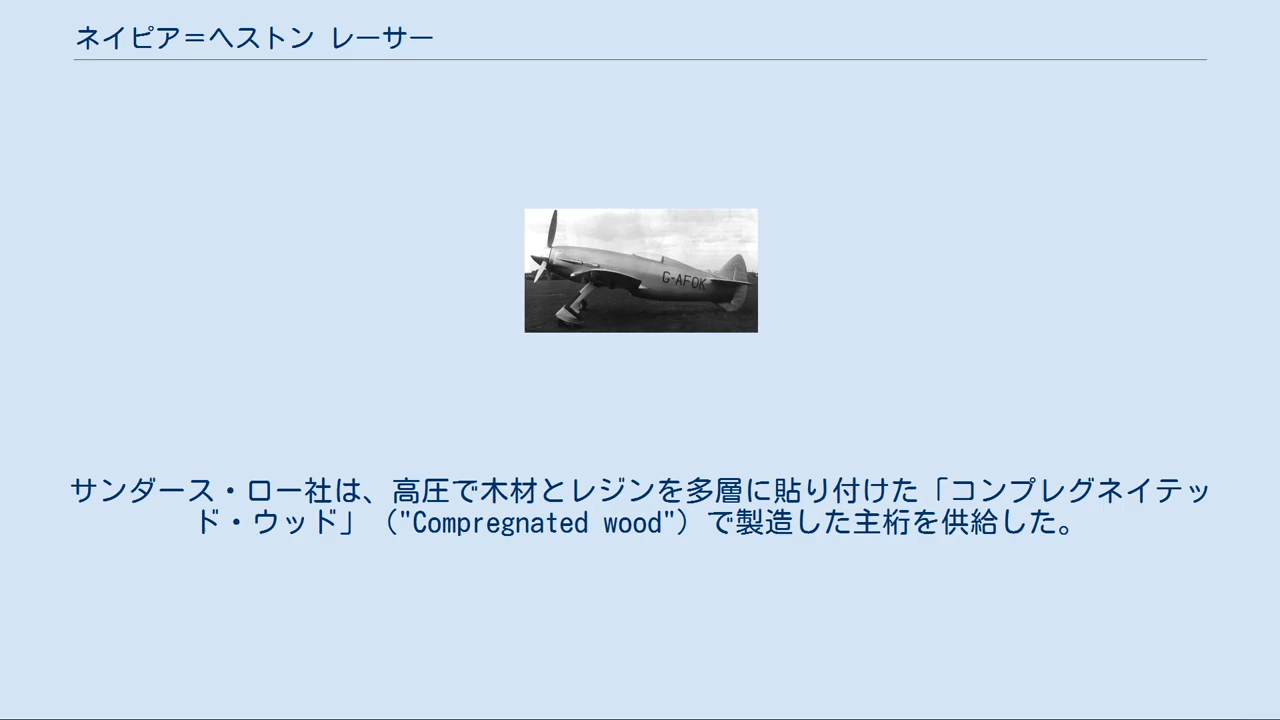 ネイピア＝ヘストン レーサー
G-AFOK
サンダース・ロー社は、高圧で木材とレジンを多層に貼り付けた「コンプレグネイテッ
ド・ウッド」（"Compregnated wood"）で製造した主桁を供給した。